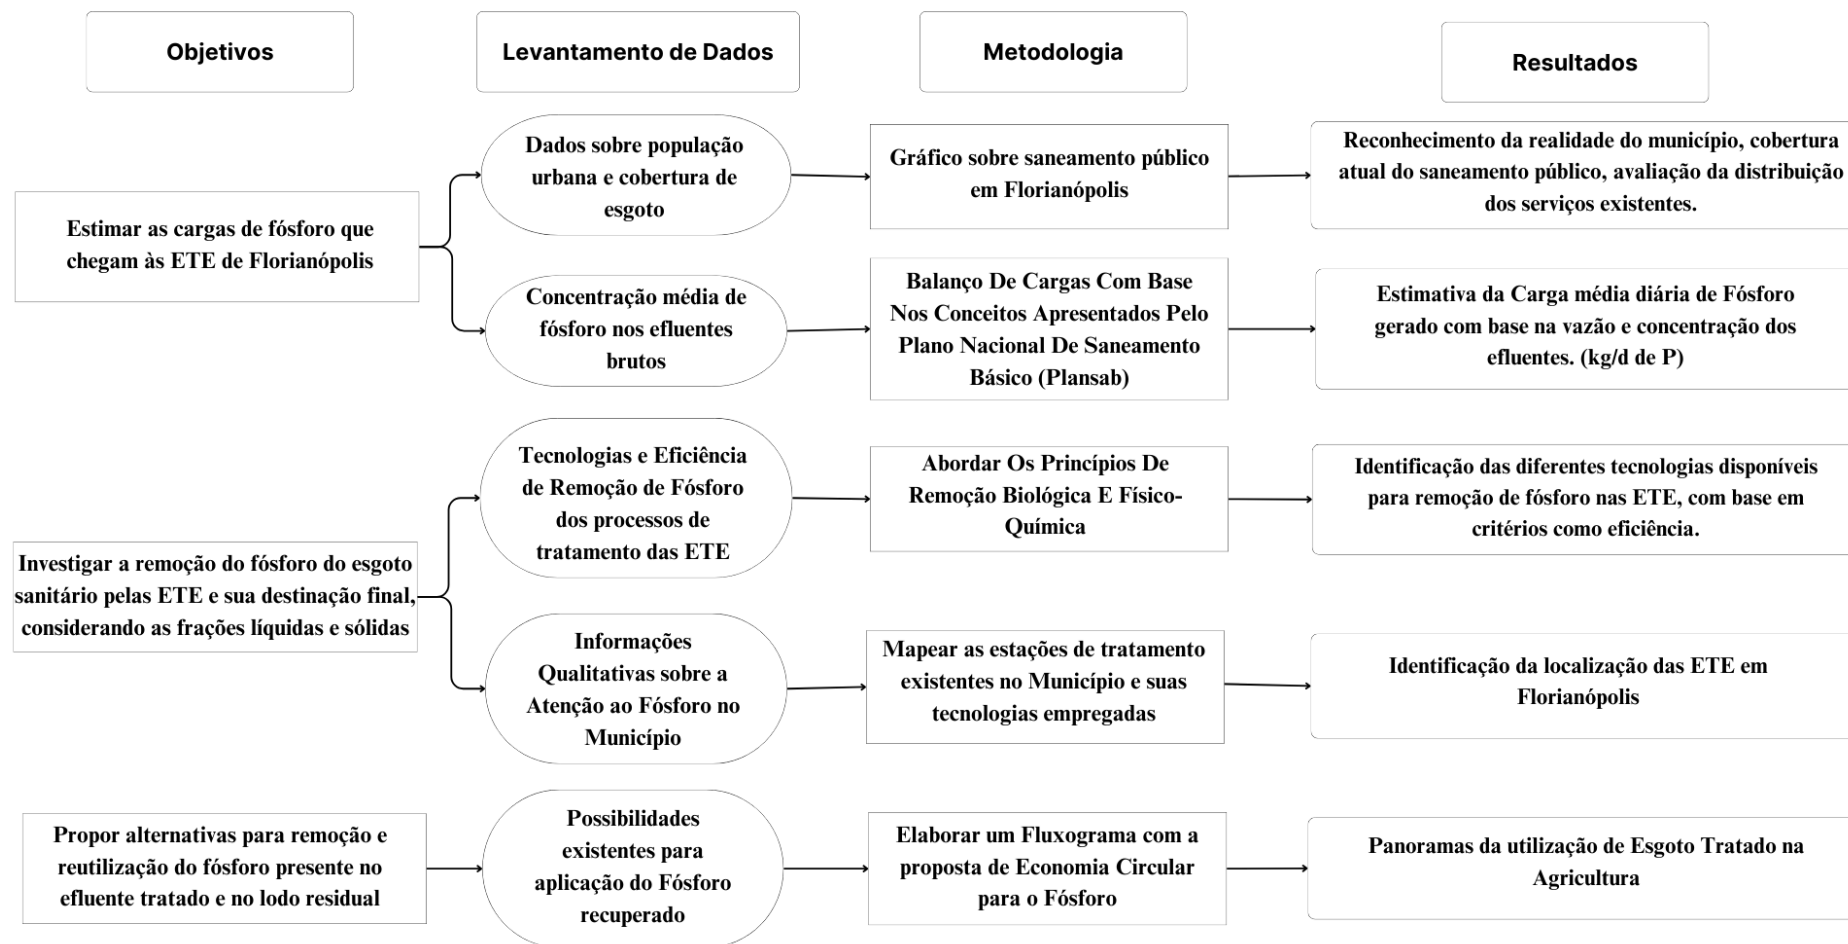 Objetivos
Levantamento de Dados
Metodologia
Resultados
Estimar as cargas de fósforo que
chegam às ETE de Florianópolis
Dados sobre população
urbana e cobertura de
esgoto
Gráfico sobre saneamento público
em Florianópolis
Reconhecimento da realidade do município, cobertura
atual do saneamento público, avaliação da distribuição
dos serviços existentes.
Concentração média de
fósforo nos efluentes
brutos
Balanço De Cargas Com Base
Nos Conceitos Apresentados Pelo
Plano Nacional De Saneamento
Básico (Plansab)
Estimativa da Carga média diária de Fósforo
gerado com base na vazão e concentração dos
efluentes. (kg/d de P)
Investigar a remoção do fósforo do esgoto
sanitário pelas ETE e sua destinação final,
considerando as frações líquidas e sólidas
Tecnologias e Eficiência
de Remoção de Fósforo
dos processos de
tratamento das ETE
Abordar Os Princípios De
Remoção Biológica E Físico-
Química
Identificação das diferentes tecnologias disponíveis
para remoção de fósforo nas ETE, com base em
critérios como eficiência.
Informações
Qualitativas sobre a
Atenção ao Fósforo no
Município
Mapear as estações de tratamento
existentes no Município e suas
tecnologias empregadas
Identificação da localização das ETE em
Florianópolis
Propor alternativas para remoção e
reutilização do fósforo presente no
efluente tratado e no lodo residual
Possibilidades
existentes para
aplicação do Fósforo
recuperado
Elaborar um Fluxograma com a
proposta de Economia Circular
para o Fósforo
Panoramas da utilização de Esgoto Tratado na
Agricultura